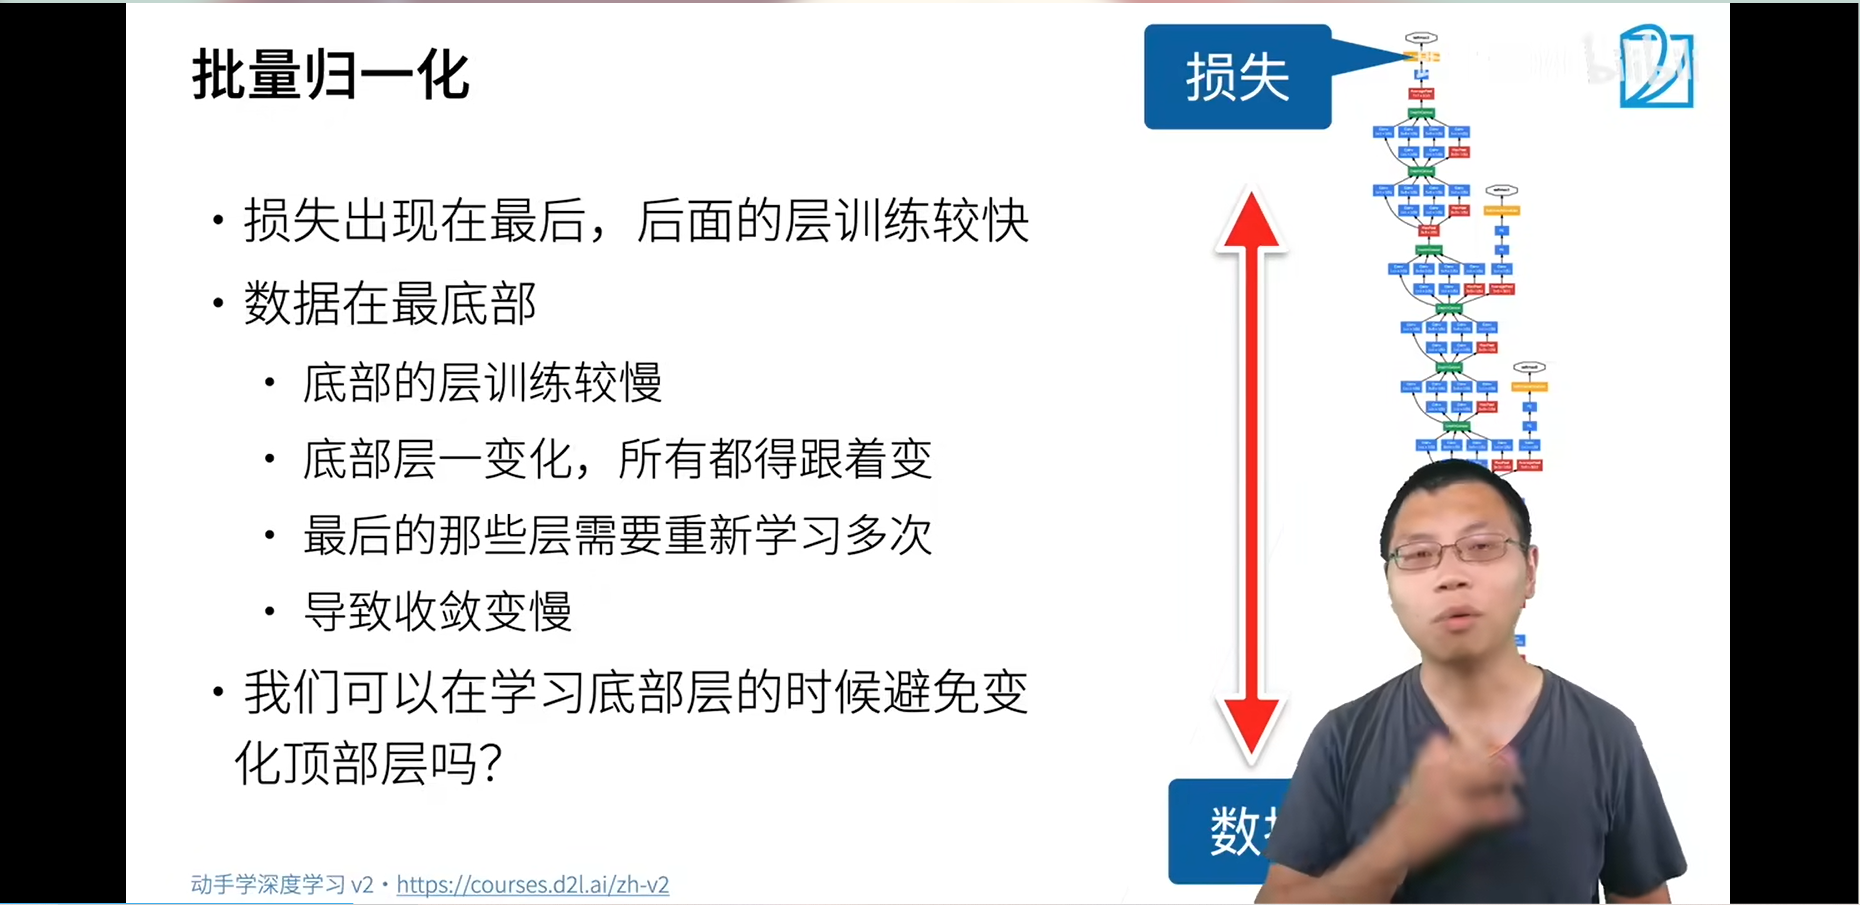 批量归一化
损失
bilibili
• 损失出现在最后，后面的层训练较快
• 数据在最底部
• 底部的层训练较慢
• 底部层一变化，所有都得跟着变
• 最后的那些层需要重新学习多次
• 导致收敛变慢
• 我们可以在学习底部层的时候避免变
化顶部层吗？
数
动手学深度学习 v2 • https://courses.d2l.ai/zh-v2